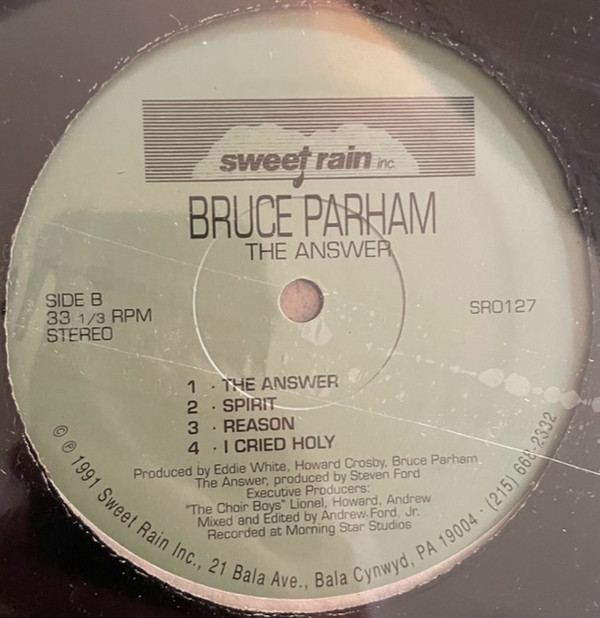 sweet rain inc.
BRUCE PARHAM
THE ANSWER
SIDE B
33 1/3 RPM
STEREO
SR0127
1 · THE ANSWER
2 · SPIRIT
3 · REASON
4 · I CRIED HOLY
Produced by Eddie White, Howard Crosby, Bruce Parham
The Answer, produced by Steven Ford
Executive Producers:
"The Choir Boys" Lionel, Howard, Andrew
Mixed and Edited by Andrew Ford, Jr.
Recorded at Morning Star Studios
© ℗ 1991 Sweet Rain Inc., 21 Bala Ave., Bala Cynwyd, PA 19004 · (215) 668-2332